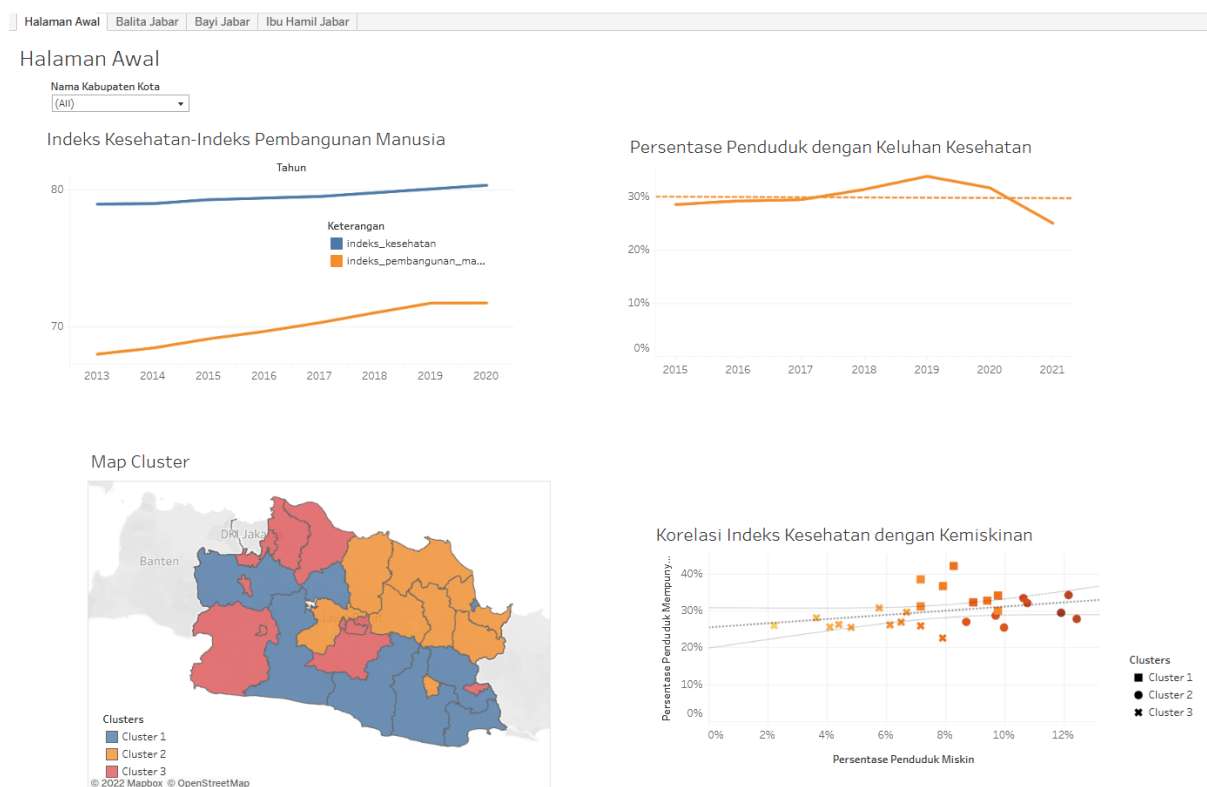 Halaman Awal
Balita Jabar
Bayi Jabar
Ibu Hamil Jabar
Halaman Awal
Nama Kabupaten Kota
(All)
Indeks Kesehatan-Indeks Pembangunan Manusia
Tahun
80
70
Keterangan
indeks_kesehatan
indeks_pembangunan_ma...
2013 2014 2015 2016 2017 2018 2019 2020
Persentase Penduduk dengan Keluhan Kesehatan
30%
20%
10%
0%
2015 2016 2017 2018 2019 2020 2021
Map Cluster
DKI Jaka
Banten
Clusters
Cluster 1
Cluster 2
Cluster 3
© 2022 Mapbox © OpenStreetMap
Korelasi Indeks Kesehatan dengan Kemiskinan
Persentase Penduduk Mempuny...
40%
30%
20%
10%
0%
0% 2% 4% 6% 8% 10% 12%
Persentase Penduduk Miskin
Clusters
Cluster 1
Cluster 2
Cluster 3